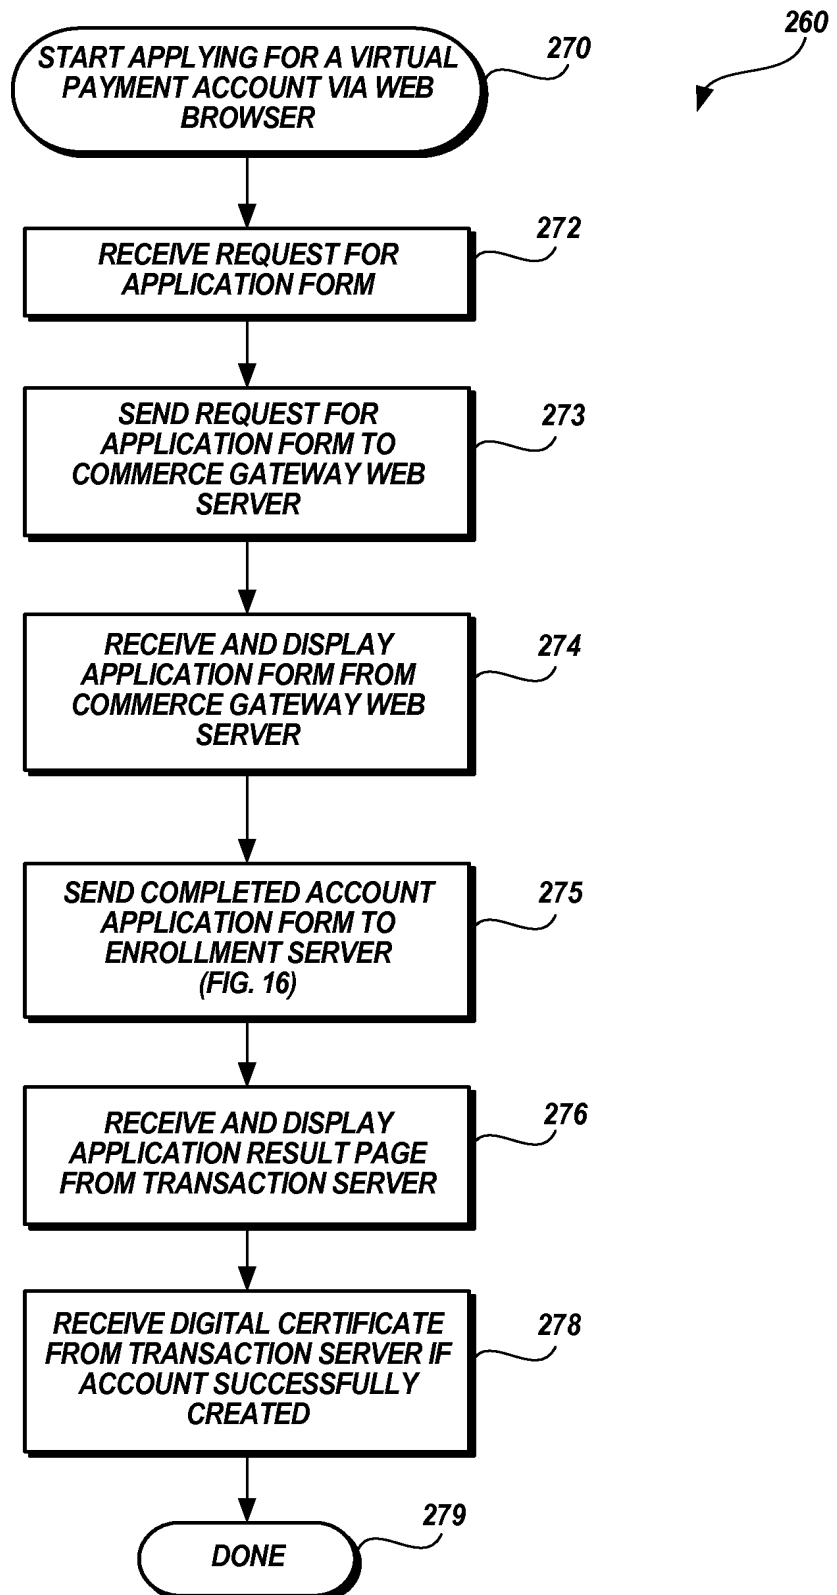 260
START APPLYING FOR A VIRTUAL
PAYMENT ACCOUNT VIA WEB
BROWSER
270
RECEIVE REQUEST FOR
APPLICATION FORM
272
SEND REQUEST FOR
APPLICATION FORM TO
COMMERCE GATEWAY WEB
SERVER
273
RECEIVE AND DISPLAY
APPLICATION FORM FROM
COMMERCE GATEWAY WEB
SERVER
274
SEND COMPLETED ACCOUNT
APPLICATION FORM TO
ENROLLMENT SERVER
(FIG. 16)
275
RECEIVE AND DISPLAY
APPLICATION RESULT PAGE
FROM TRANSACTION SERVER
276
RECEIVE DIGITAL CERTIFICATE
FROM TRANSACTION SERVER IF
ACCOUNT SUCCESSFULLY
CREATED
278
DONE
279